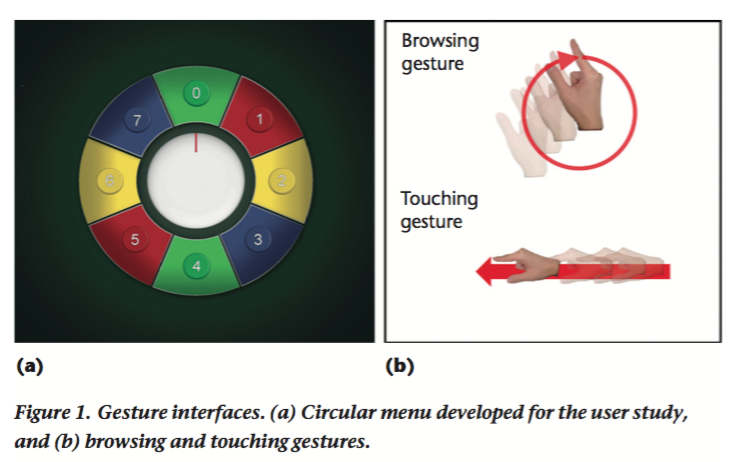 0
7
1
6
2
5
3
4
(a)
Browsing
gesture
Touching
gesture
(b)
Figure 1. Gesture interfaces. (a) Circular menu developed for the user study,
and (b) browsing and touching gestures.